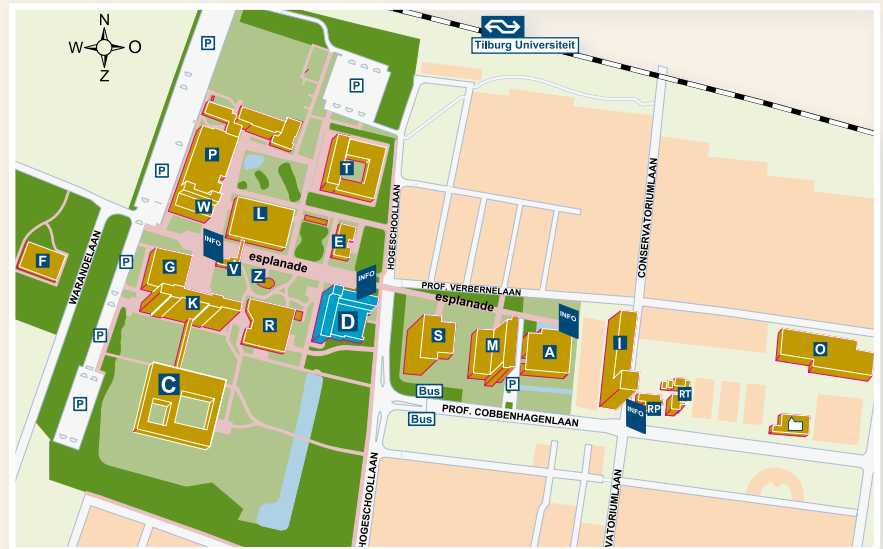 N
W O
Z
Tilburg Universiteit
P
P
P
P
T
P
W
L
INFO
E
HOGESCHOOLLAAN
CONSERVATORIUMLAAN
WARANDELAAN
F
P
G
V
esplanade
Z
INFO
PROF. VERBERNELAAN
esplanade
K
R
D
INFO
S
M
A
I
O
P
C
P
P
Bus
Bus
PROF. COBBENHAGENLAAN
INFO
RP
RT
HOGESCHOOLLAAN
VATORIUMLAAN